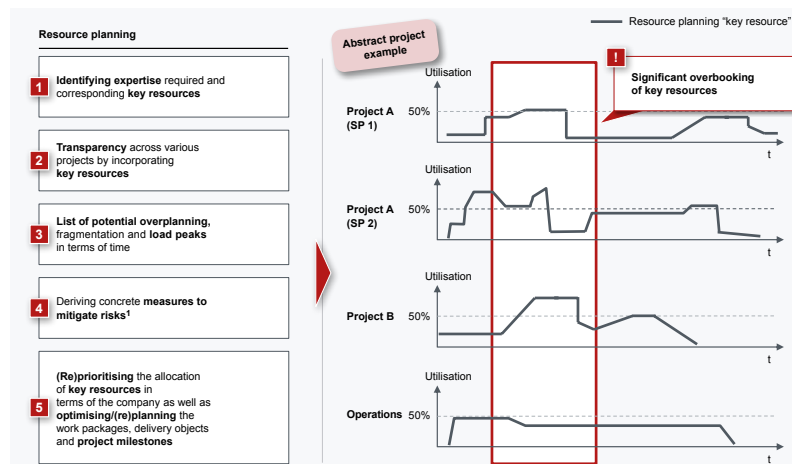 Resource planning
1
Identifying expertise required and
corresponding key resources
2
Transparency across various
projects by incorporating
key resources
3
List of potential overplanning,
fragmentation and load peaks
in terms of time
4
Deriving concrete measures to
mitigate risks¹
5
(Re)prioritising the allocation
of key resources in
terms of the company as well as
optimising/(re)planning the
work packages, delivery objects
and project milestones
Abstract project
example
Resource planning “key resource”
!
Significant overbooking
of key resources
Utilisation
Project A
(SP 1)
50%
t
Utilisation
Project A
(SP 2)
50%
t
Utilisation
Project B
50%
t
Utilisation
Operations
50%
t